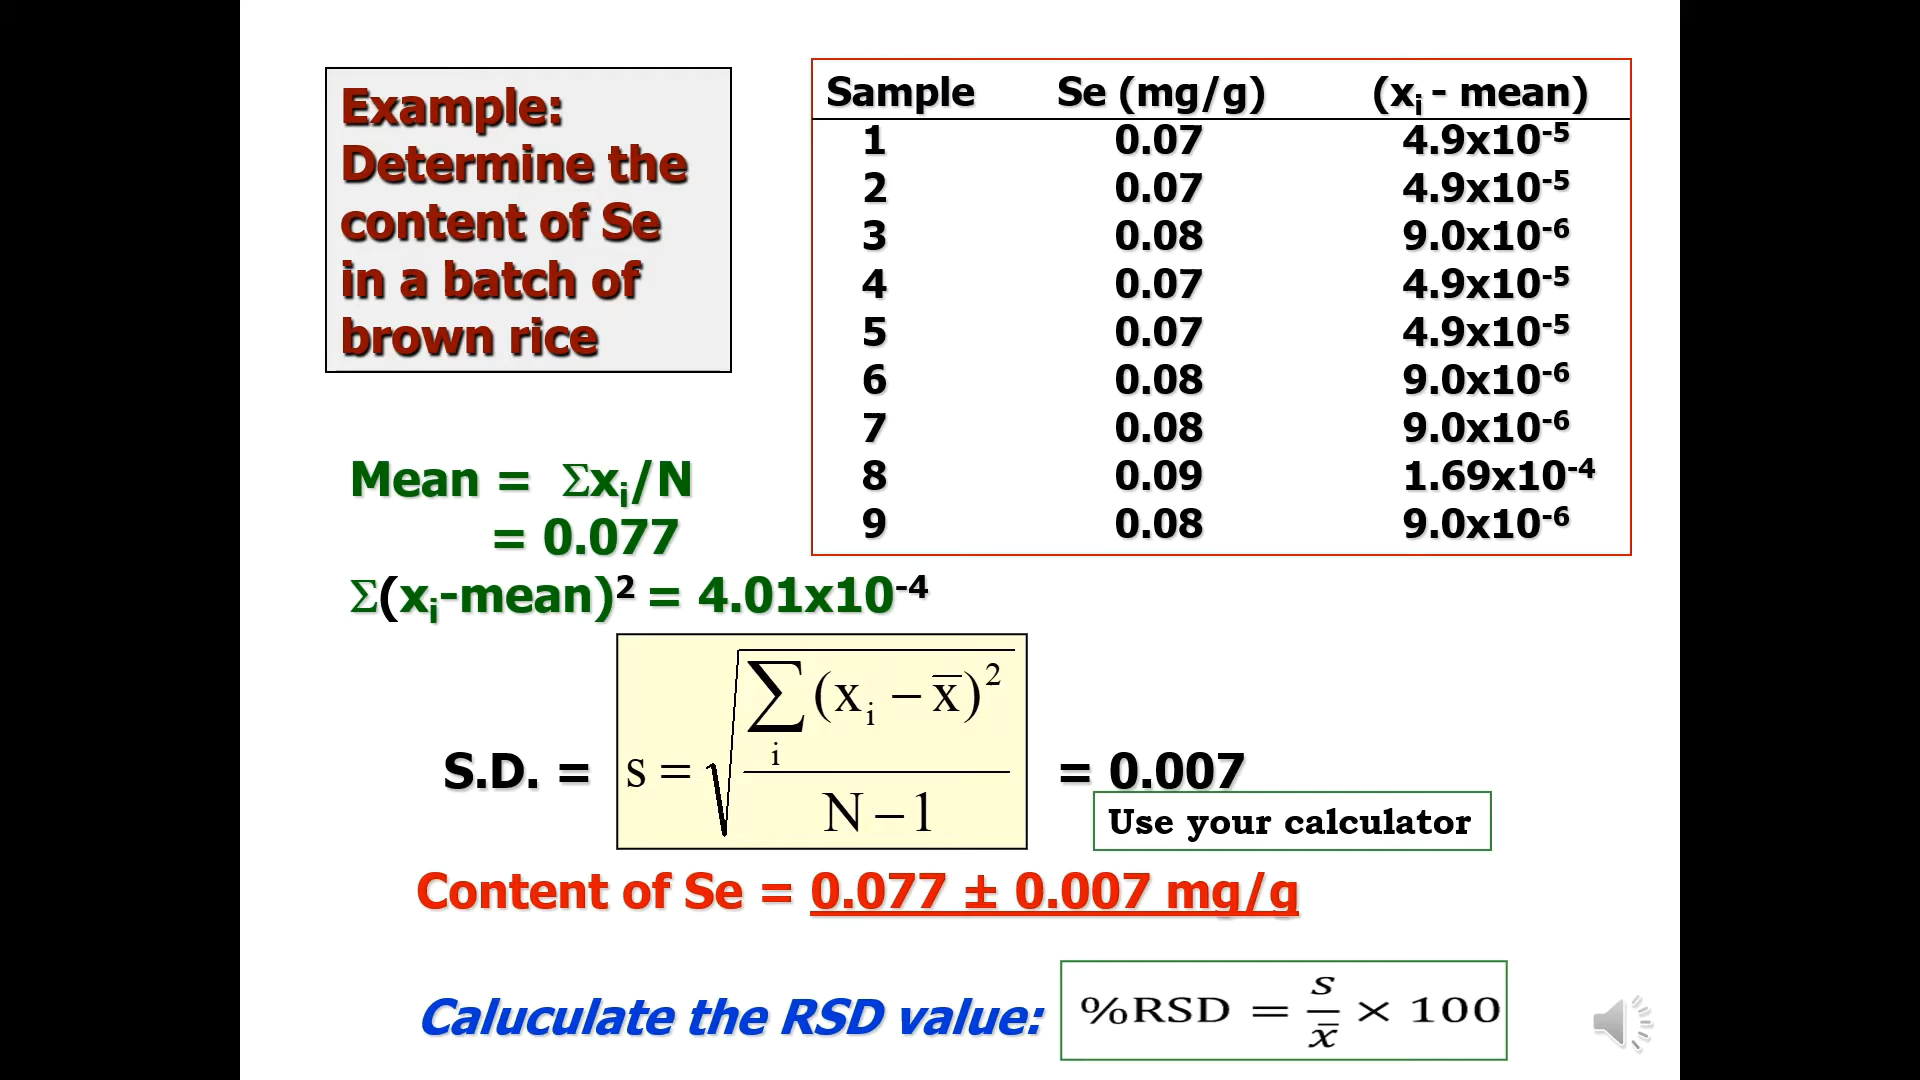 Example:
Determine the
content of Se
in a batch of
brown rice
Sample Se (mg/g) (xᵢ - mean)
1 0.07 4.9x10⁻⁵
2 0.07 4.9x10⁻⁵
3 0.08 9.0x10⁻⁶
4 0.07 4.9x10⁻⁵
5 0.07 4.9x10⁻⁵
6 0.08 9.0x10⁻⁶
7 0.08 9.0x10⁻⁶
8 0.09 1.69x10⁻⁴
9 0.08 9.0x10⁻⁶
Mean = Σxᵢ/N
= 0.077
Σ(xᵢ-mean)² = 4.01x10⁻⁴
S.D. = s = √(∑ᵢ(xᵢ − x̅)² / (N − 1)) = 0.007
Use your calculator
Content of Se = 0.077 ± 0.007 mg/g
Caluculate the RSD value: %RSD = s/x̅ × 100